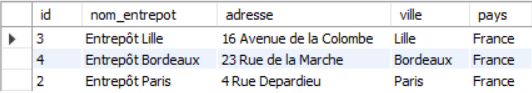 id nom_entrepot adresse ville pays
3 Entrepôt Lille 16 Avenue de la Colombe Lille France
4 Entrepôt Bordeaux 23 Rue de la Marche Bordeaux France
2 Entrepôt Paris 4 Rue Depardieu Paris France